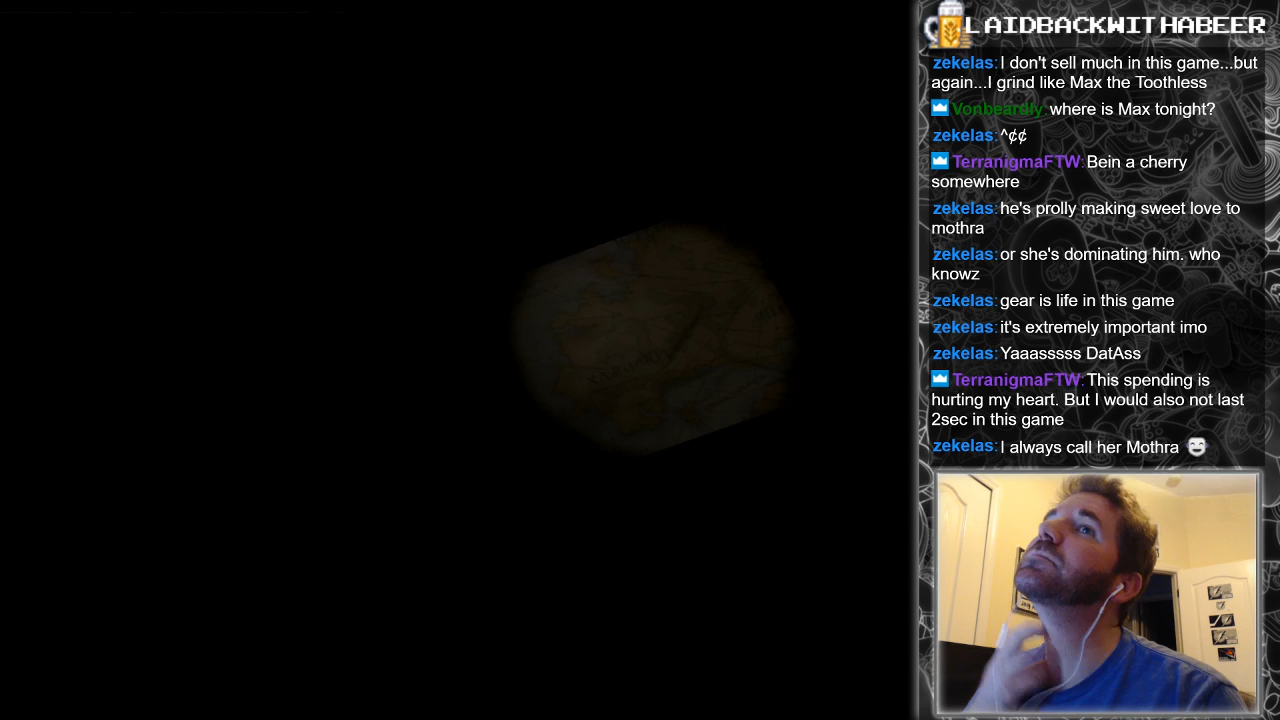 LAIDBACKWITHABEER
zekelas: I don't sell much in this game...but
again...I grind like Max the Toothless
Vonbeardly: where is Max tonight?
zekelas: ^¢¢
TerranigmaFTW: Bein a cherry
somewhere
zekelas: he's prolly making sweet love to
mothra
zekelas: or she's dominating him. who
knowz
zekelas: gear is life in this game
zekelas: it's extremely important imo
zekelas: Yaaasssss DatAss
TerranigmaFTW: This spending is
hurting my heart. But I would also not last
2sec in this game
zekelas: I always call her Mothra